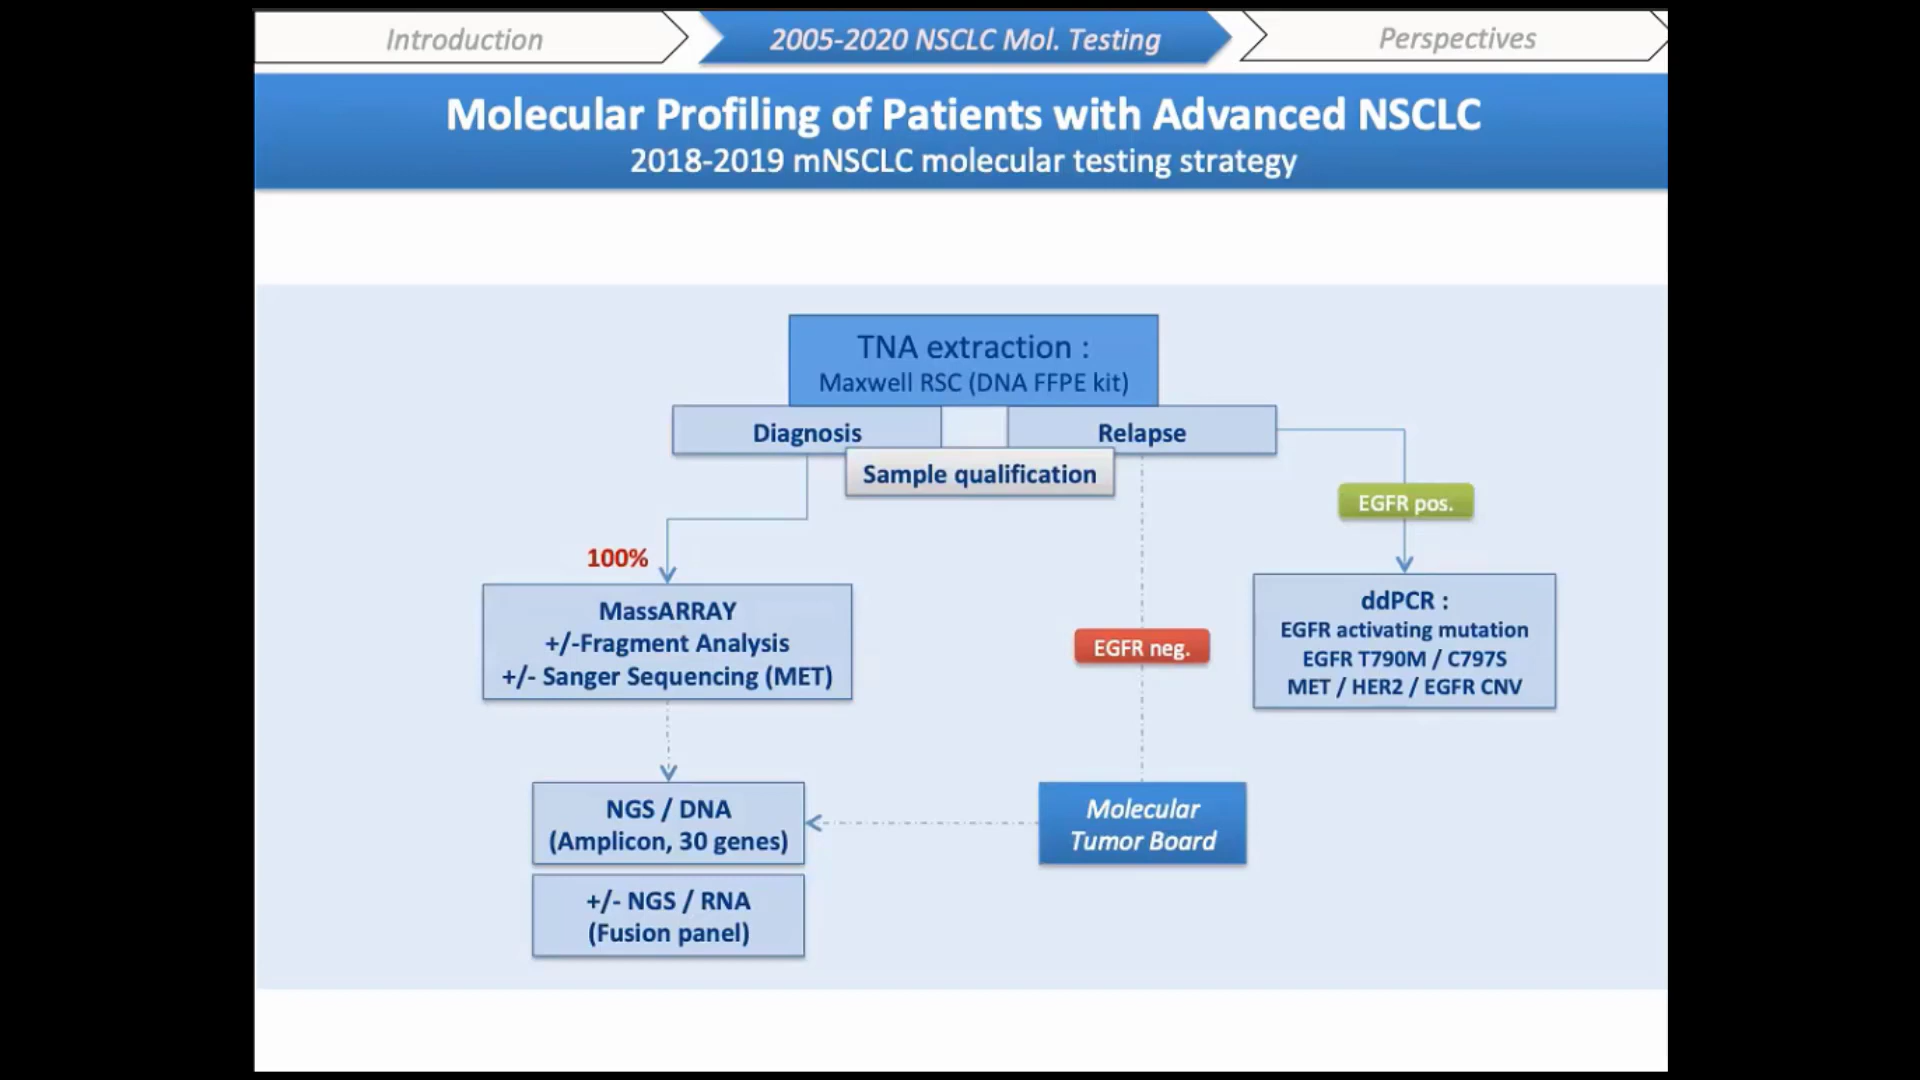 Introduction
2005-2020 NSCLC Mol. Testing
Perspectives
Molecular Profiling of Patients with Advanced NSCLC
2018-2019 mNSCLC molecular testing strategy
TNA extraction :
Maxwell RSC (DNA FFPE kit)
Diagnosis
Relapse
Sample qualification
EGFR pos.
100%
MassARRAY
+/-Fragment Analysis
+/- Sanger Sequencing (MET)
EGFR neg.
ddPCR :
EGFR activating mutation
EGFR T790M / C797S
MET / HER2 / EGFR CNV
NGS / DNA
(Amplicon, 30 genes)
Molecular
Tumor Board
+/- NGS / RNA
(Fusion panel)